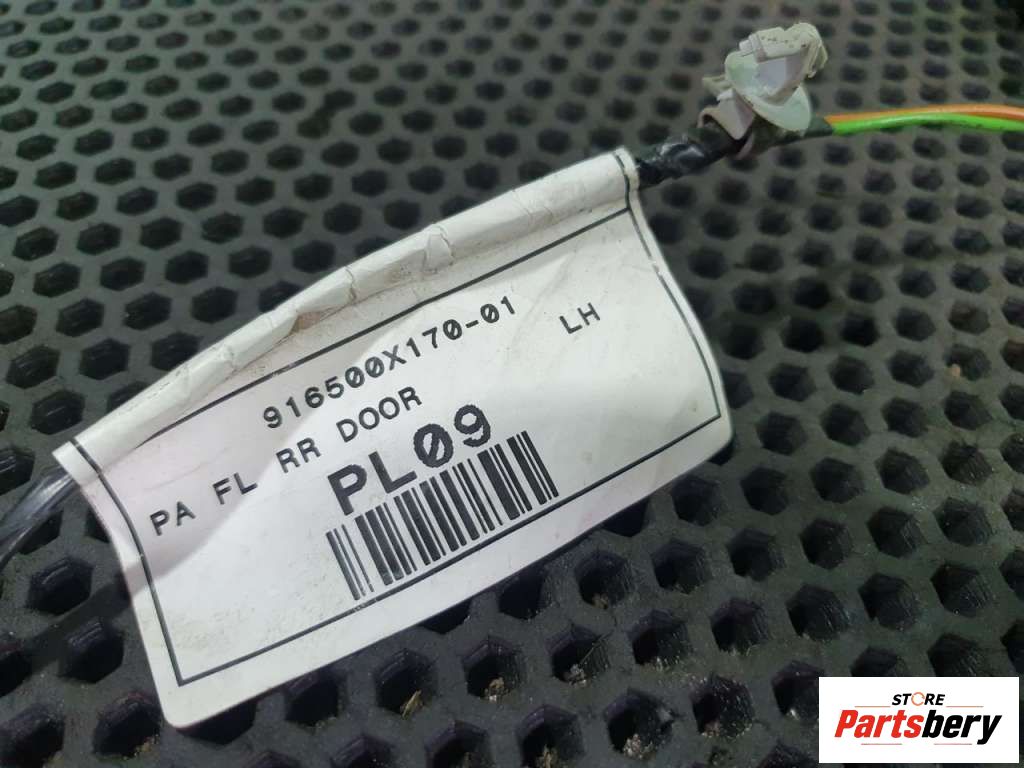 916500X170-01
LH
PA FL RR DOOR
PL09
STORE
Partsbery